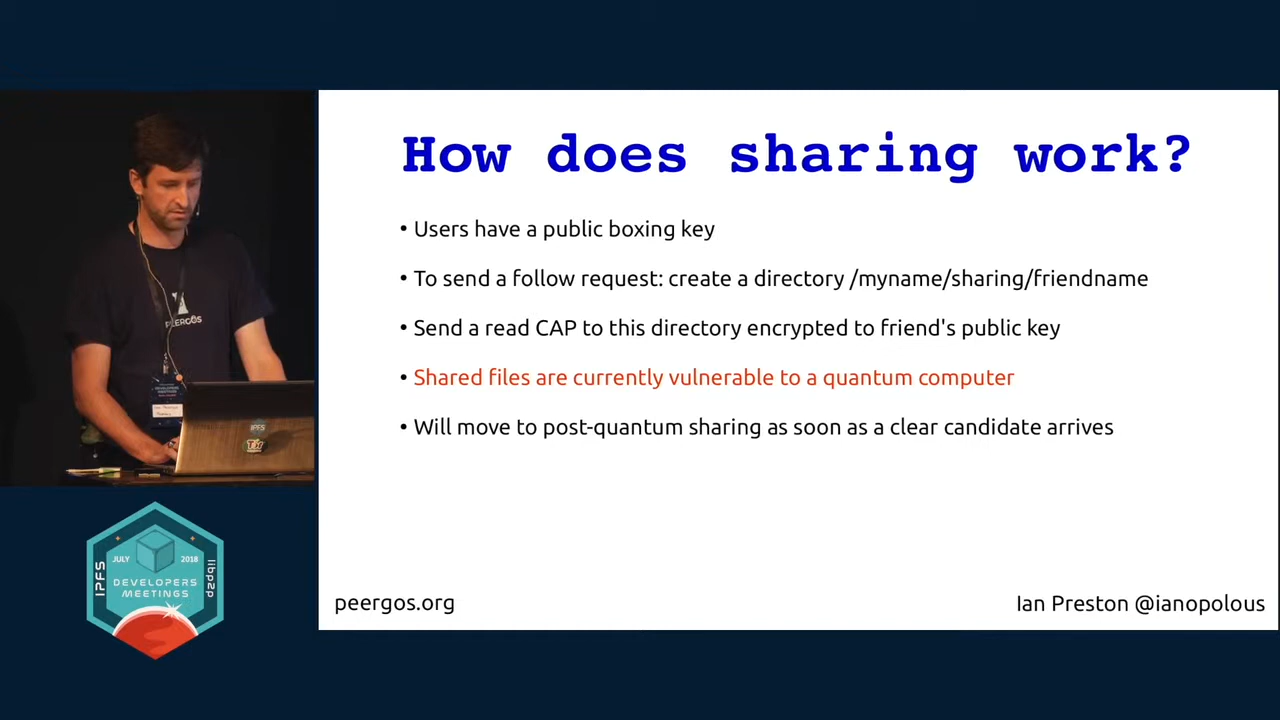 How does sharing work?
• Users have a public boxing key
• To send a follow request: create a directory /myname/sharing/friendname
• Send a read CAP to this directory encrypted to friend's public key
• Shared files are currently vulnerable to a quantum computer
• Will move to post-quantum sharing as soon as a clear candidate arrives
peergos.org
Ian Preston @ianopolous
PEERGOS
IPFS
IPFS
JULY
2018
libp2p
DEVELOPERS
MEETINGS